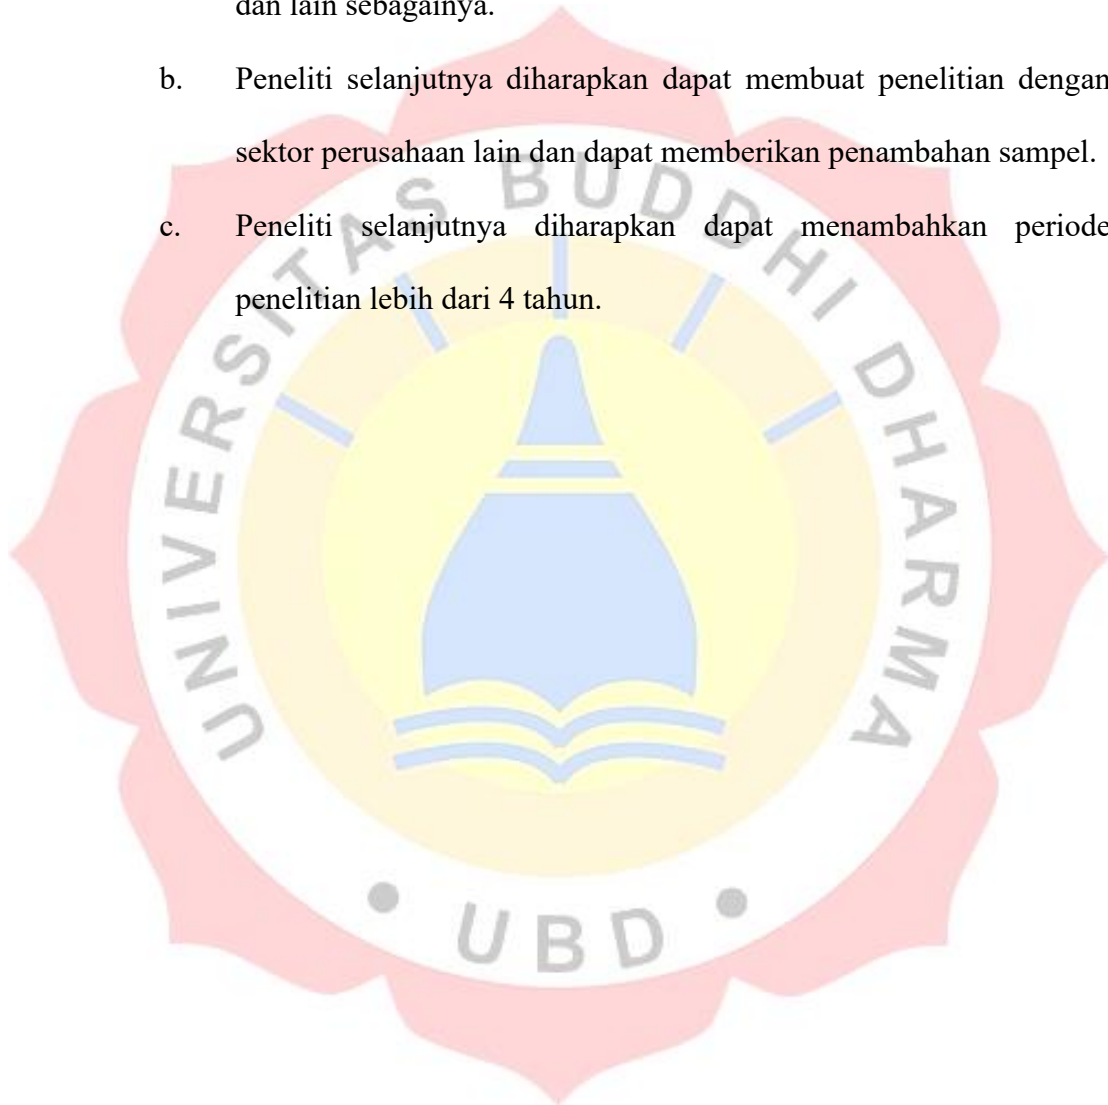 dan lain sebagainya.
b. Peneliti selanjutnya diharapkan dapat membuat penelitian dengan
sektor perusahaan lain dan dapat memberikan penambahan sampel.
c. Peneliti selanjutnya diharapkan dapat menambahkan periode
penelitian lebih dari 4 tahun.
UNIVERSITAS BUDDHI DHARMA
• UBD •